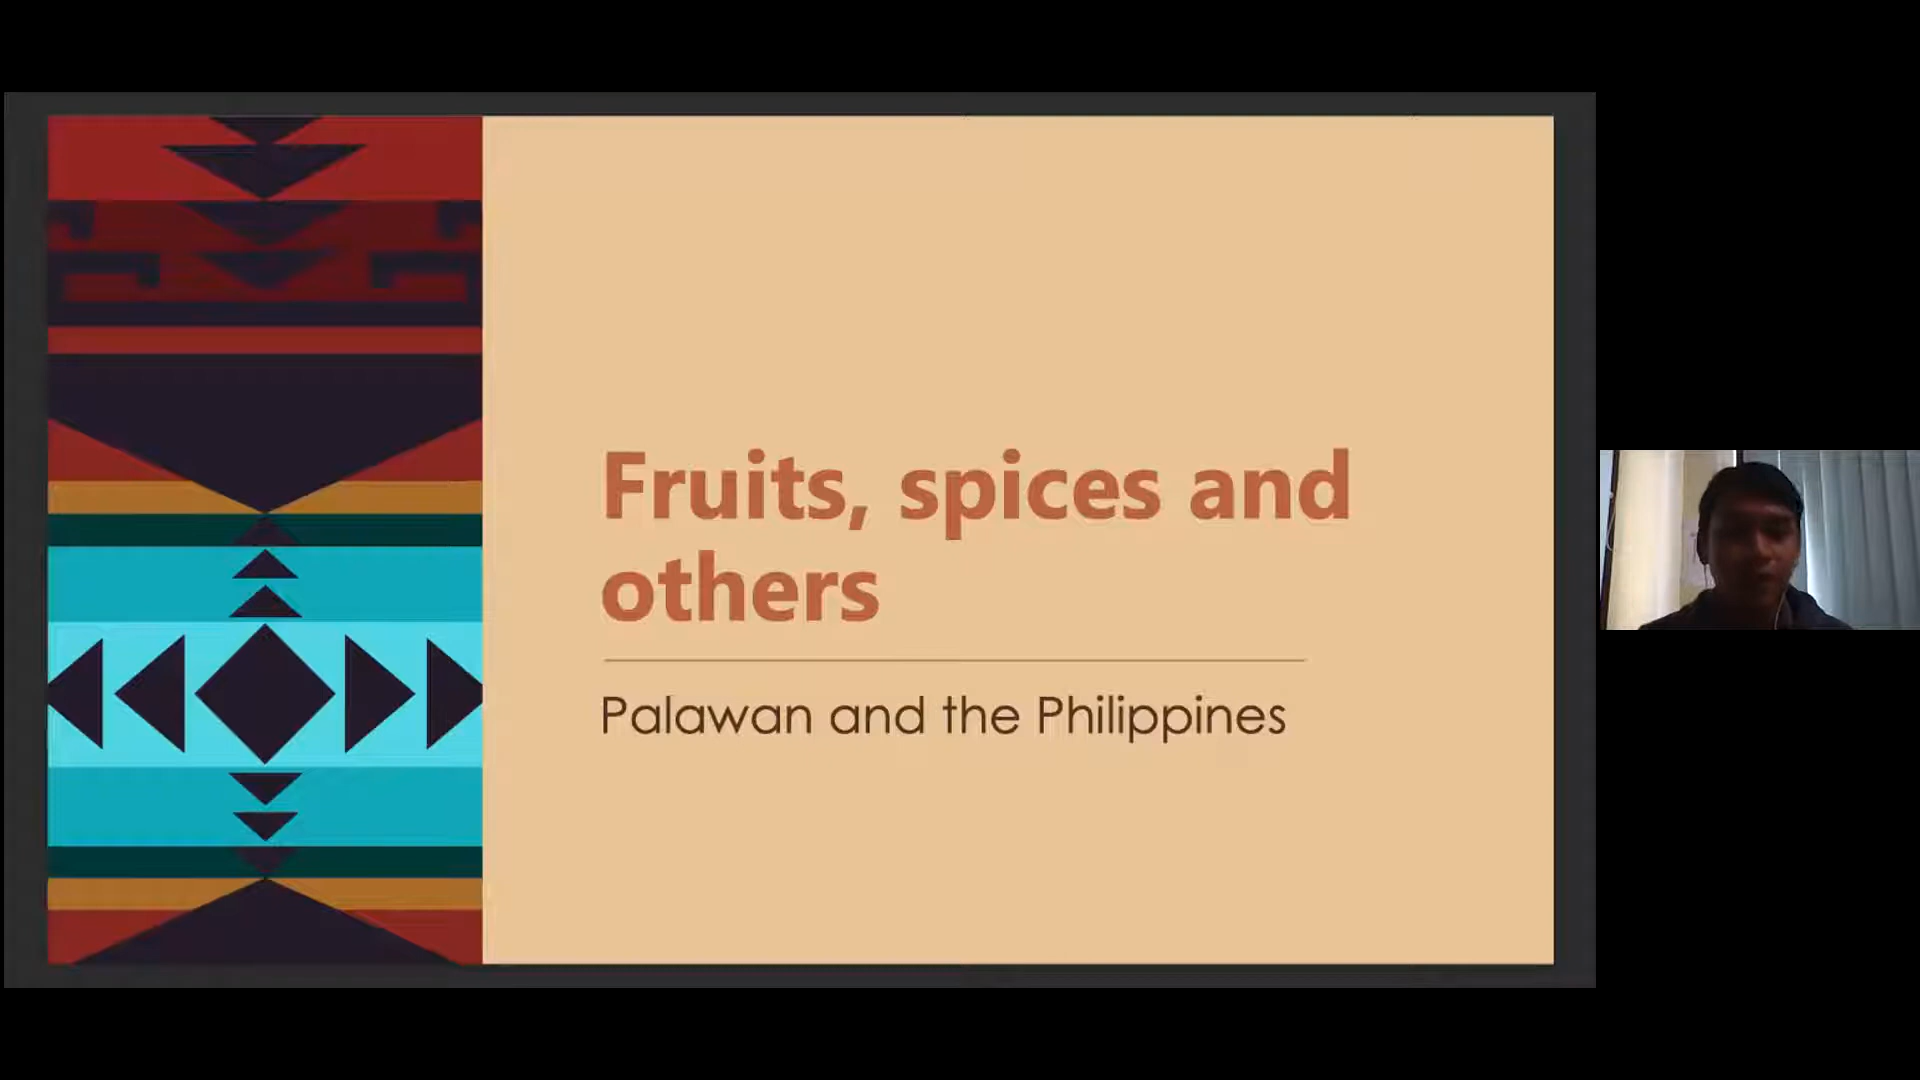 Fruits, spices and
others
Palawan and the Philippines